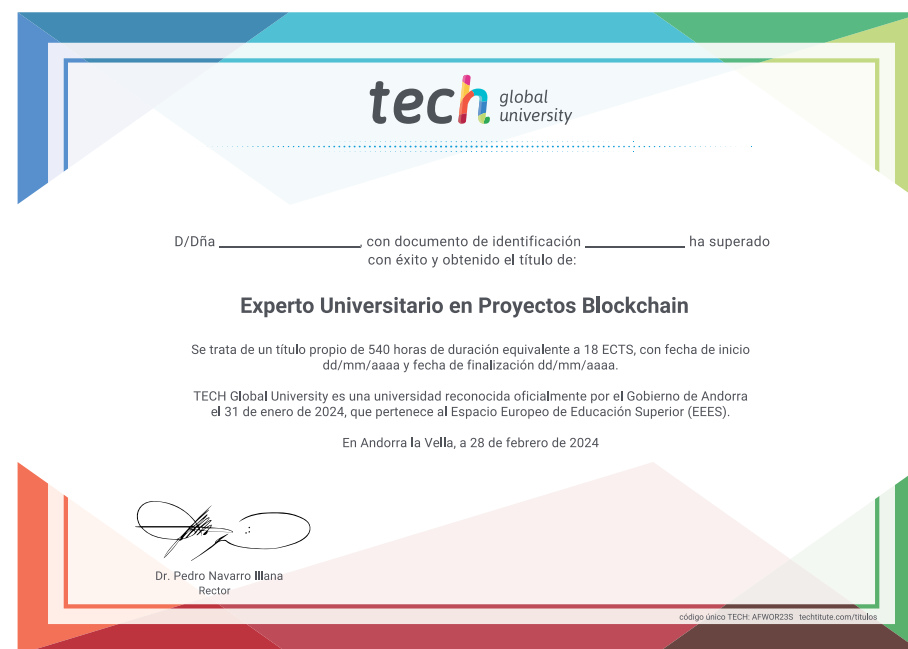 tech global
university
D/Dña ______________, con documento de identificación __________ ha superado
con éxito y obtenido el título de:
Experto Universitario en Proyectos Blockchain
Se trata de un título propio de 540 horas de duración equivalente a 18 ECTS, con fecha de inicio
dd/mm/aaaa y fecha de finalización dd/mm/aaaa.
TECH Global University es una universidad reconocida oficialmente por el Gobierno de Andorra
el 31 de enero de 2024, que pertenece al Espacio Europeo de Educación Superior (EEES).
En Andorra la Vella, a 28 de febrero de 2024
Dr. Pedro Navarro Illana
Rector
código único TECH: AFWOR23S techtitute.com/titulos